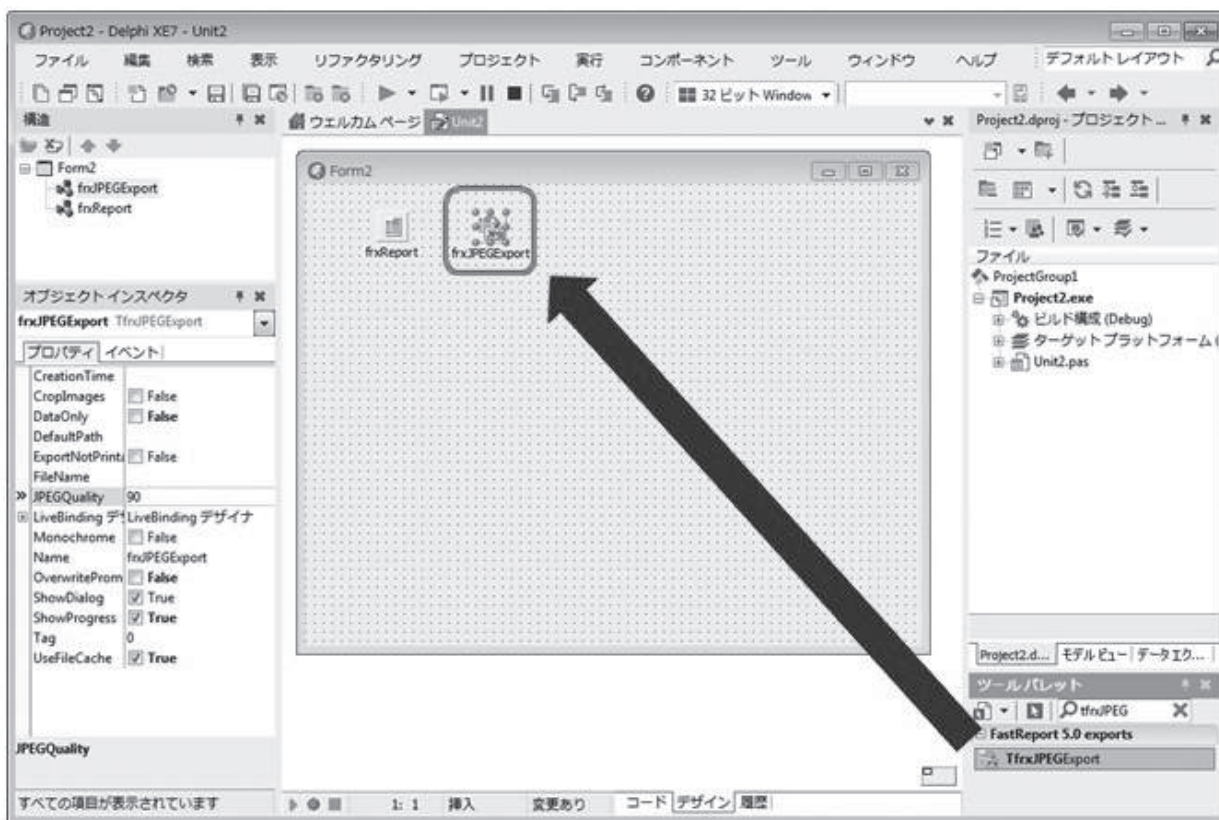 Project2 - Delphi XE7 - Unit2
ファイル 編集 検索 表示 リファクタリング プロジェクト 実行 コンポーネント ツール ウィンドウ ヘルプ デフォルト レイアウト
32 ビット Window
構造
Form2
frxJPEGExport
frxReport
オブジェクト インスペクタ
frxJPEGExport TfrxJPEGExport
プロパティ イベント
CreationTime
CropImages False
DataOnly False
DefaultPath
ExportNotPrinta False
FileName
JPEGQuality 90
LiveBinding デ LiveBinding デザイナ
Monochrome False
Name frxJPEGExport
OverwriteProm False
ShowDialog True
ShowProgress True
Tag 0
UseFileCache True
JPEGQuality
すべての項目が表示されています
ウェルカム ページ Unit2
Form2
frxReport
frxJPEGExport
1: 1 挿入 変更あり コード デザイン 履歴
Project2.dproj - プロジェクト ...
ファイル
ProjectGroup1
Project2.exe
ビルド構成 (Debug)
ターゲット プラットフォーム (
Unit2.pas
Project2.d... モデル ビュー データ エク...
ツール パレット
tfrxJPEG
FastReport 5.0 exports
TfrxJPEGExport